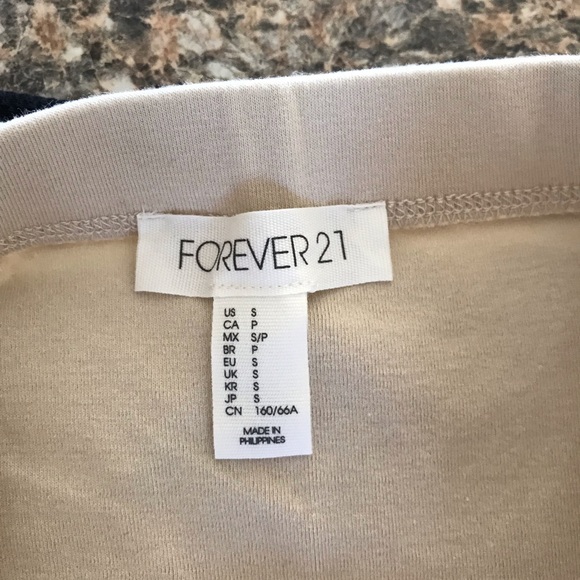 FOREVER 21
US S
CA P
MX S/P
BR P
EU S
UK S
KR S
JP S
CN 160/66A
MADE IN
PHILIPPINES